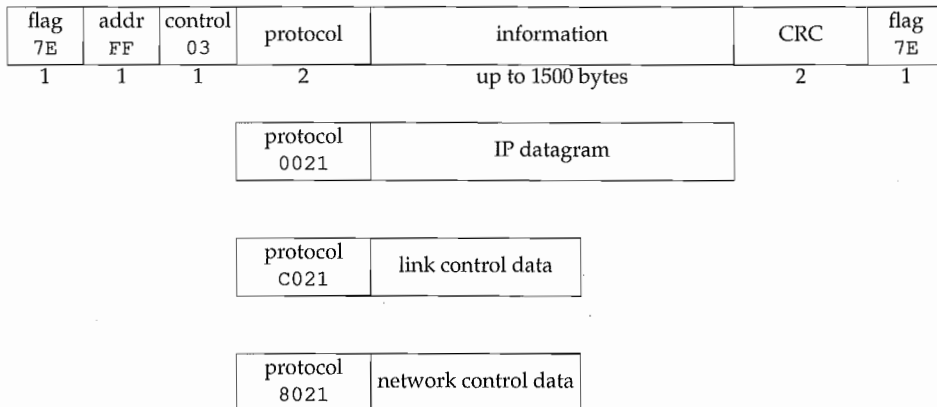 flag addr control protocol information CRC flag
7E FF 03 7E
1 1 1 2 up to 1500 bytes 2 1
protocol IP datagram
0021
protocol link control data
C021
protocol network control data
8021